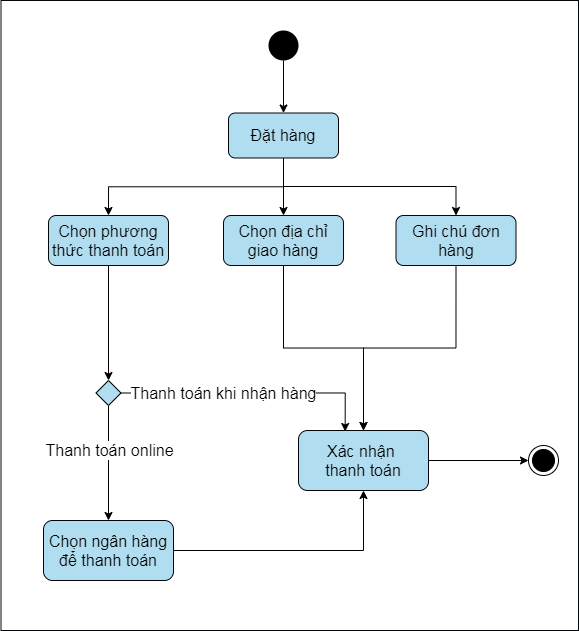 Đặt hàng
Chọn phương
thức thanh toán
Chọn địa chỉ
giao hàng
Ghi chú đơn
hàng
Thanh toán khi nhận hàng
Thanh toán online
Xác nhận
thanh toán
Chọn ngân hàng
để thanh toán